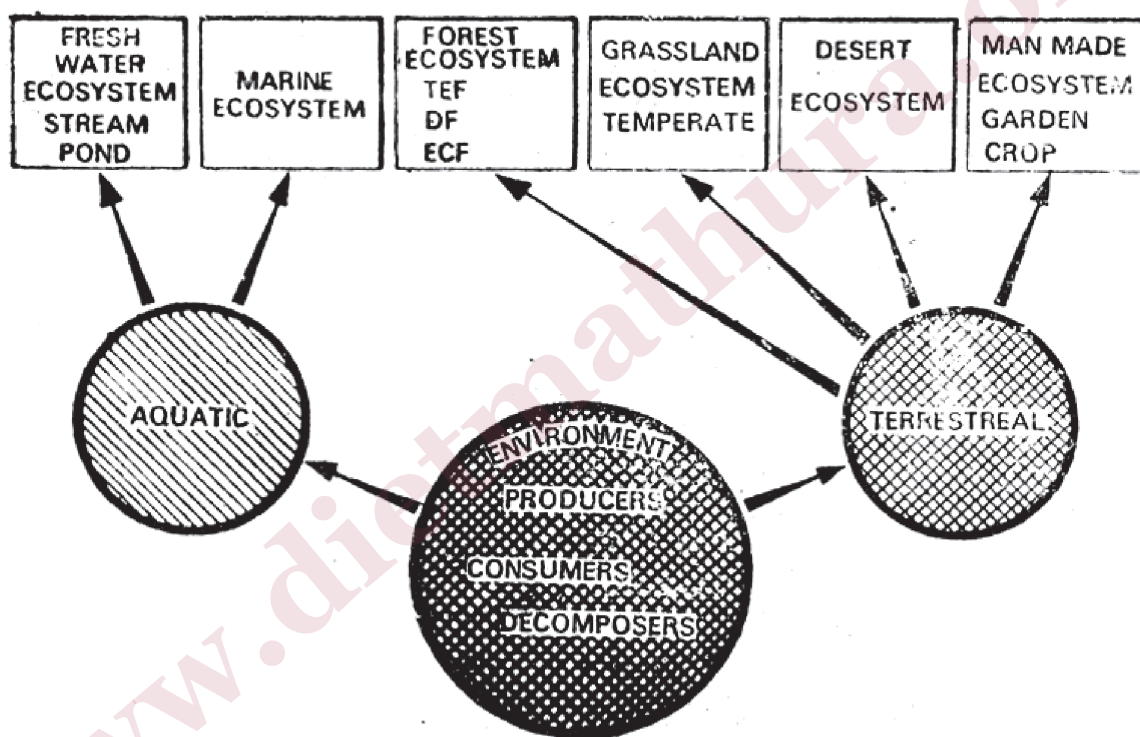 FRESH
WATER
ECOSYSTEM
STREAM
POND
MARINE
ECOSYSTEM
FOREST
ECOSYSTEM
TEF
DF
ECF
GRASSLAND
ECOSYSTEM
TEMPERATE
DESERT
ECOSYSTEM
MAN MADE
ECOSYSTEM
GARDEN
CROP
AQUATIC
TERRESTREAL
ENVIRONMENT
PRODUCERS
CONSUMERS
DECOMPOSERS
www.dietmathura.o